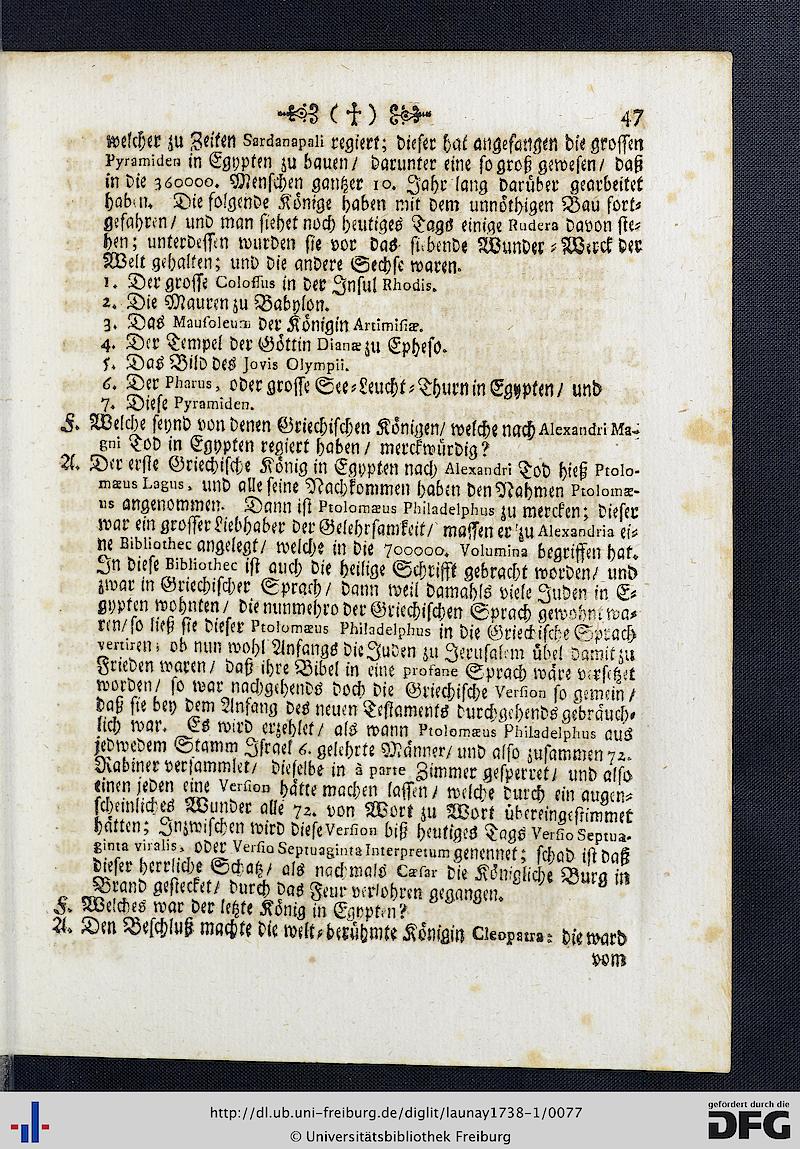 ( † ) 47
welcher zu Zeiten Sardanapali regiert; dieser hat angefangen die grossen
Pyramiden in Egypten zu bauen / darunter eine so groß gewesen / daß
in die 360000. Menschen gantzer 10. Jahr lang darüber gearbeitet
haben. Die folgende Könige haben mit dem unnöthigen Bau fort-
gefahren / und man siehet noch heutiges Tags einige Rudera davon ste-
hen; unterdessen wurden sie vor das siebende Wunder-Werck der
Welt gehalten; und die andere Sechse waren.
1. Der grosse Colossus in der Insul Rhodis.
2. Die Mauren zu Babylon.
3. Das Mausoleum der Königin Artimisiæ.
4. Der Tempel der Göttin Dianæ zu Epheso.
5. Das Bild des Jovis Olympii.
6. Der Pharus, oder grosse See-Leucht-Thurn in Egypten / und
7. Diese Pyramiden.
F. Welche seynd von denen Griechischen Königen / welche nach Alexandri Ma-
gni Tod in Egypten regiert haben / merckwürdig?
A. Der erste Griechische König in Egypten nach Alexandri Tod hieß Ptolo-
mæus Lagus, und alle seine Nachkommen haben den Nahmen Ptolomæ-
us angenommen. Dann ist Ptolomæus Philadelphus zu mercken; dieser
war ein grosser Liebhaber der Gelehrsamkeit / massen er zu Alexandria ei-
ne Bibliothec angelegt / welche in die 700000. Volumina begriffen hat.
In diese Bibliothec ist auch die heilige Schrifft gebracht worden / und
zwar in Griechischer Sprach / dann weil damahls viele Juden in E-
gypten wohnten / die nunmehro der Griechischen Sprach gewohnt wa-
ren / so ließ sie dieser Ptolomæus Philadelphus in die Griechische Sprach
vertiren; ob nun wohl Anfangs die Juden zu Jerusalem übel damit zu
Frieden waren / daß ihre Bibel in eine profane Sprach wäre versetzet
worden / so war nachgehends doch die Griechische Version so gemein /
daß sie bey dem Anfang des neuen Testaments durchgehends gebräuch-
lich war. Es wird erzehlet / als wann Ptolomæus Philadelphus aus
jedwedem Stamm Israel 6. gelehrte Männer / und also zusammen 72.
Rabiner versammlet / dieselbe in à parte Zimmer gesperret / und also
einen jeden eine Version hätte machen lassen / welche durch ein augen-
scheinliches Wunder alle 72. von Wort zu Wort übereingestimmet
hätten; Inzwischen wird diese Version biß heutiges Tags Versio Septua-
ginta viralis, oder Versio Septuaginta Interpretum genennet; schad ist daß
dieser herrliche Schatz / als nachmals Cæsar die Königliche Burg in
Brand gestecket / durch das Feur verlohren gegangen.
F. Welches war der letzte König in Egypten?
A. Den Beschluß machte die welt-berühmte Königin Cleopatra: die ward
vom
http://dl.ub.uni-freiburg.de/diglit/launay1738-1/0077
© Universitätsbibliothek Freiburg
gefördert durch die
DFG